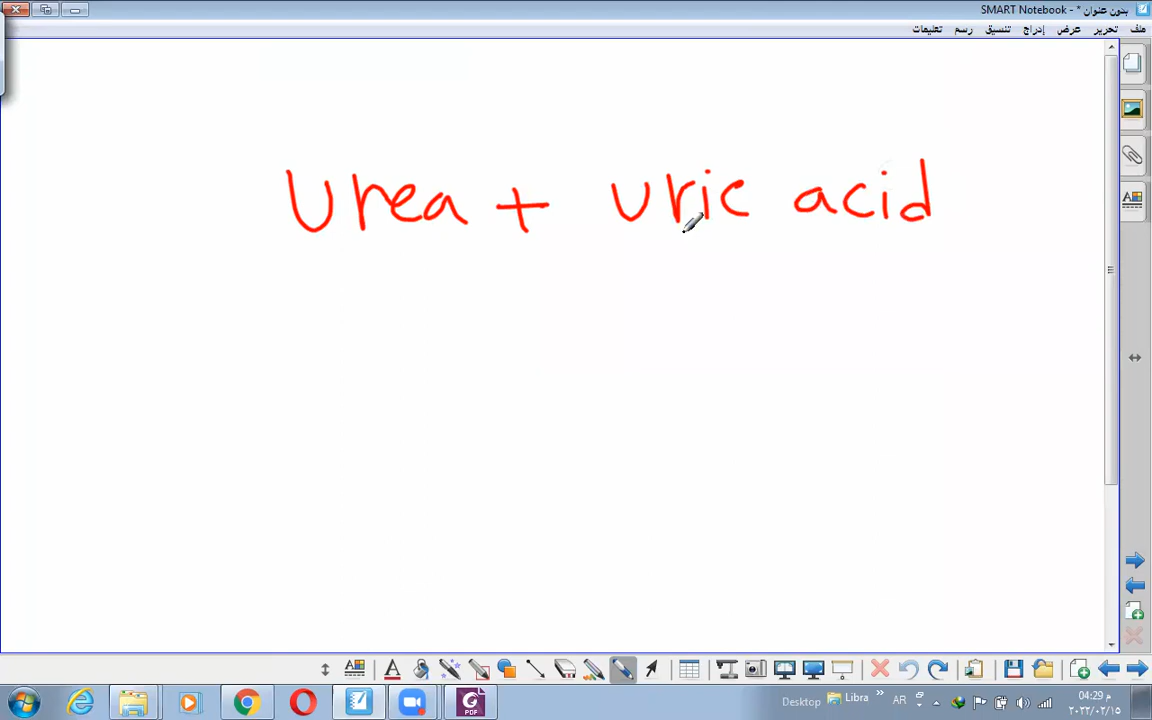 SMART Notebook - * بدون عنوان
ملف تحرير عرض إدراج تنسيق رسم تعليمات
Urea + uric acid
A
PDF
Desktop
Libra
»
AR
04:29 م
٢٠٢٢/٠٢/١٥